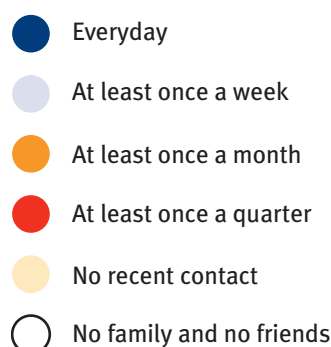 Everyday
At least once a week
At least once a month
At least once a quarter
No recent contact
No family and no friends